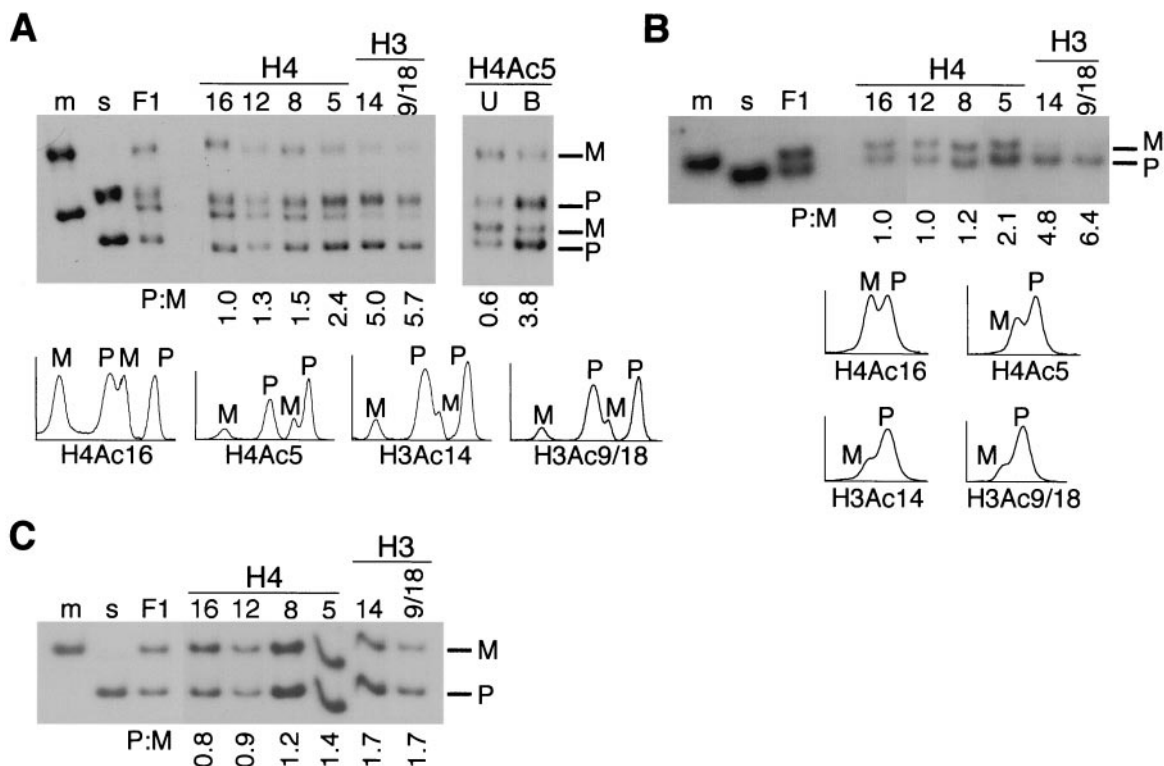 A
H3
H4
H4Ac5
m s F1 16 12 8 5 14 9/18 U B
M
P
M
P
P:M 1.0 1.3 1.5 2.4 5.0 5.7 0.6 3.8
M P M P
H4Ac16
M P M P
H4Ac5
M P M P
H3Ac14
M P M P
H3Ac9/18
B
H3
H4
m s F1 16 12 8 5 14 9/18
M
P
P:M 1.0 1.0 1.2 2.1 4.8 6.4
M P
H4Ac16
M P
H4Ac5
M P
H3Ac14
M P
H3Ac9/18
C
H3
H4
m s F1 16 12 8 5 14 9/18
M
P
P:M 0.8 0.9 1.2 1.4 1.7 1.7